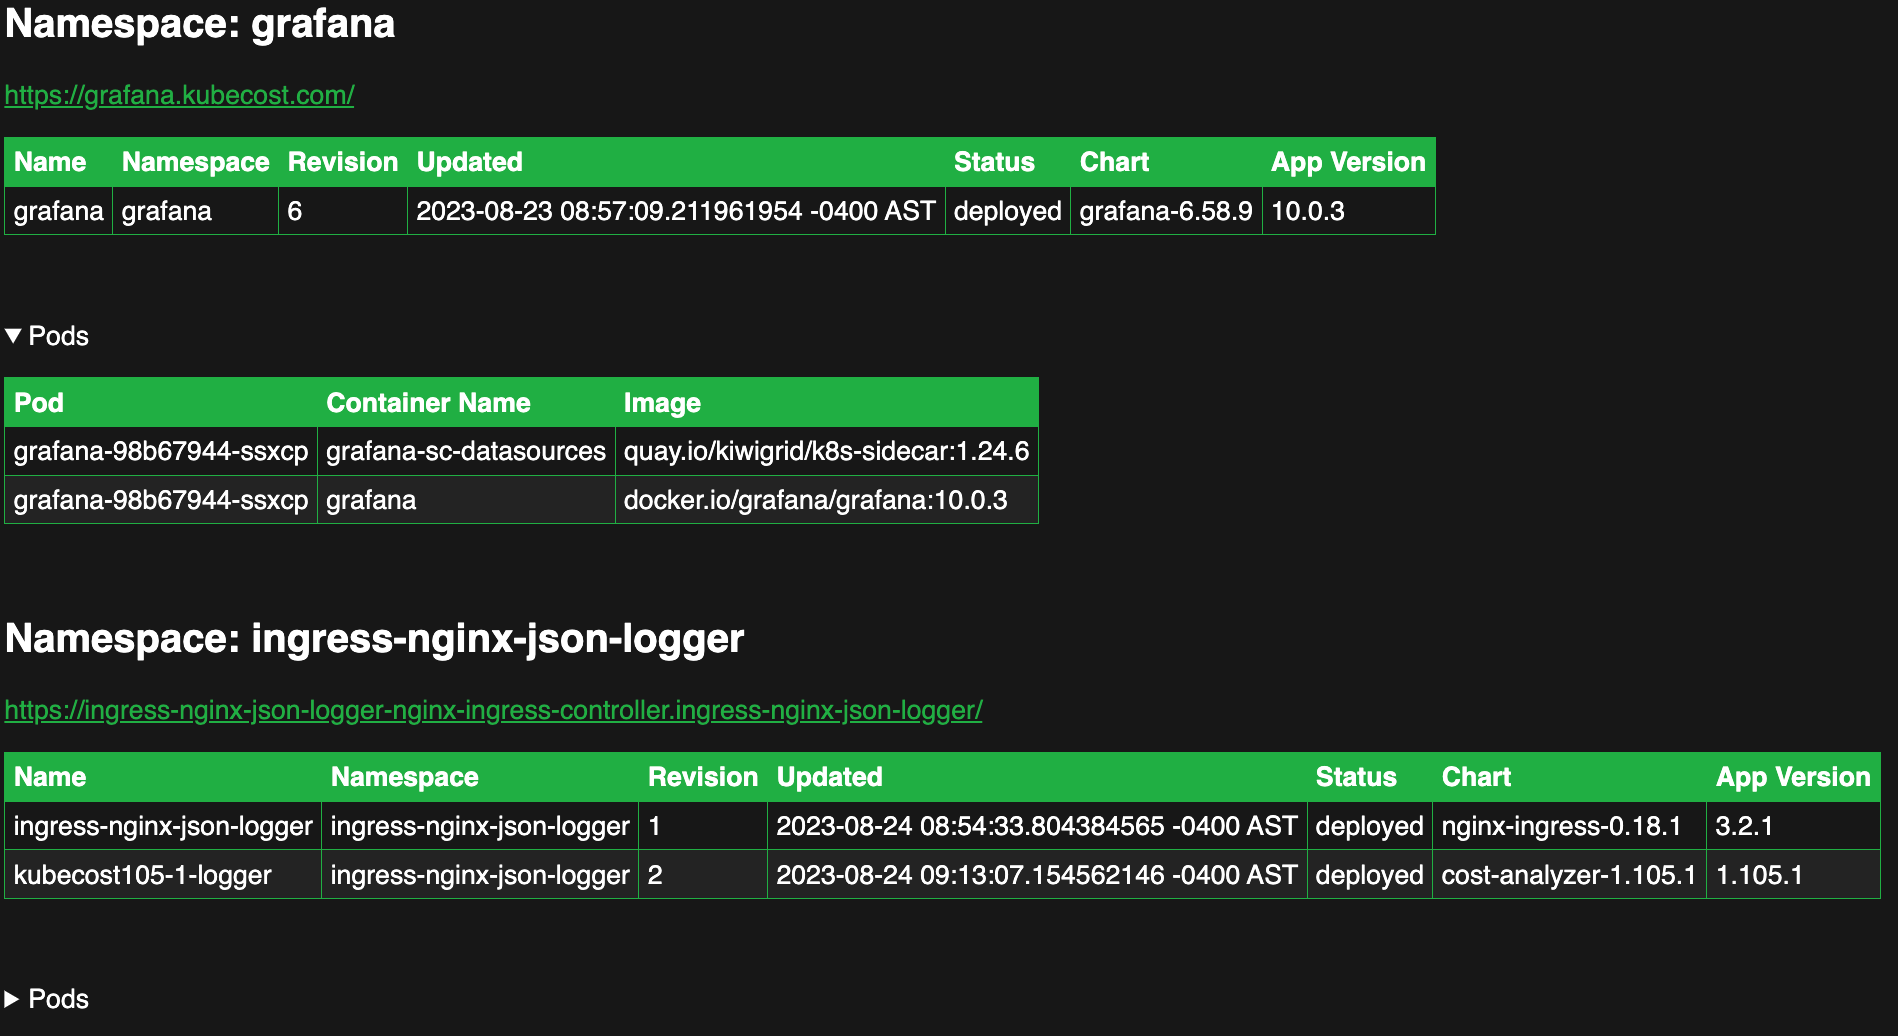 Namespace: grafana
https://grafana.kubecost.com/
Name Namespace Revision Updated Status Chart App Version
grafana grafana 6 2023-08-23 08:57:09.211961954 -0400 AST deployed grafana-6.58.9 10.0.3
▼ Pods
Pod Container Name Image
grafana-98b67944-ssxcp grafana-sc-datasources quay.io/kiwigrid/k8s-sidecar:1.24.6
grafana-98b67944-ssxcp grafana docker.io/grafana/grafana:10.0.3
Namespace: ingress-nginx-json-logger
https://ingress-nginx-json-logger-nginx-ingress-controller.ingress-nginx-json-logger/
Name Namespace Revision Updated Status Chart App Version
ingress-nginx-json-logger ingress-nginx-json-logger 1 2023-08-24 08:54:33.804384565 -0400 AST deployed nginx-ingress-0.18.1 3.2.1
kubecost105-1-logger ingress-nginx-json-logger 2 2023-08-24 09:13:07.154562146 -0400 AST deployed cost-analyzer-1.105.1 1.105.1
▶ Pods